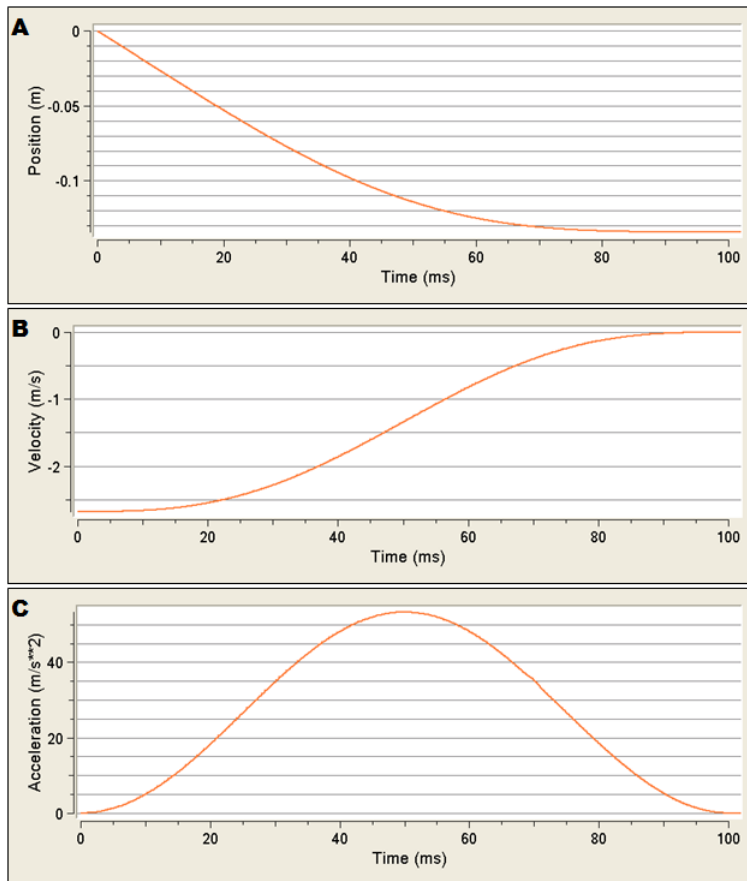 A
Position (m)
0
-0.05
-0.1
0 20 40 60 80 100
Time (ms)
B
Velocity (m/s)
0
-1
-2
0 20 40 60 80 100
Time (ms)
C
Acceleration (m/s**2)
40
20
0
0 20 40 60 80 100
Time (ms)